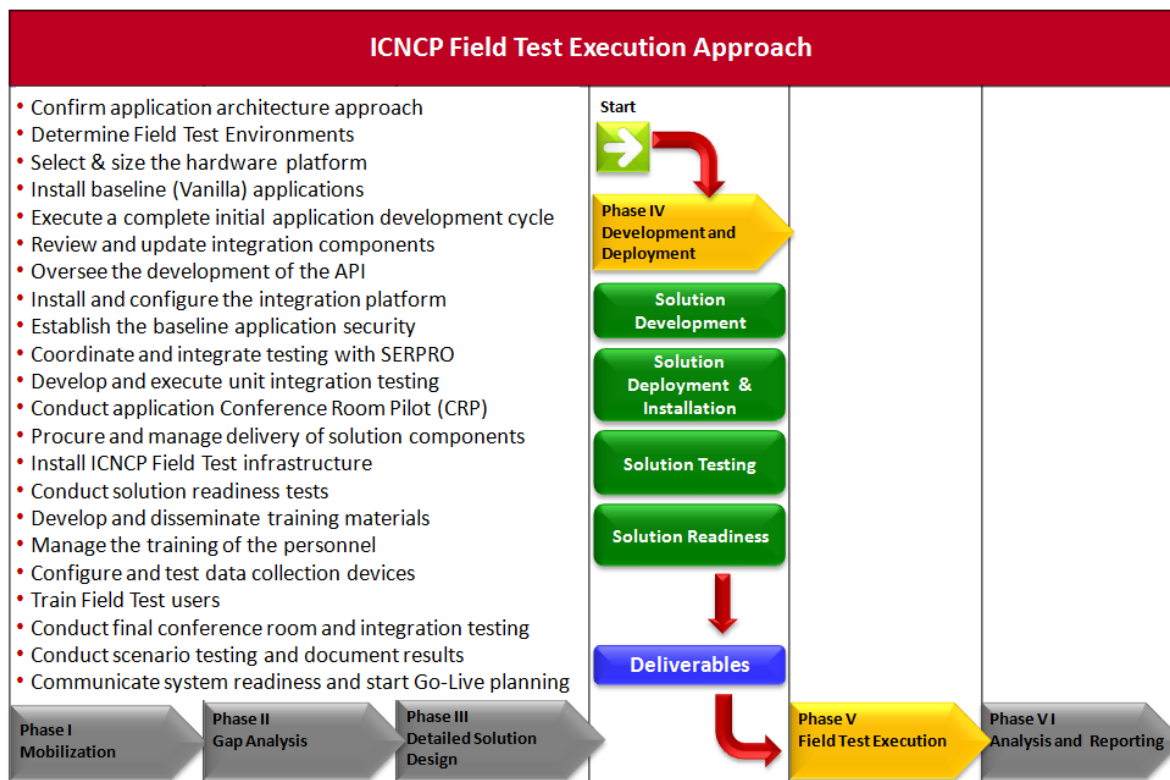 ICNCP Field Test Execution Approach
• Confirm application architecture approach
• Determine Field Test Environments
• Select & size the hardware platform
• Install baseline (Vanilla) applications
• Execute a complete initial application development cycle
• Review and update integration components
• Oversee the development of the API
• Install and configure the integration platform
• Establish the baseline application security
• Coordinate and integrate testing with SERPRO
• Develop and execute unit integration testing
• Conduct application Conference Room Pilot (CRP)
• Procure and manage delivery of solution components
• Install ICNCP Field Test infrastructure
• Conduct solution readiness tests
• Develop and disseminate training materials
• Manage the training of the personnel
• Configure and test data collection devices
• Train Field Test users
• Conduct final conference room and integration testing
• Conduct scenario testing and document results
• Communicate system readiness and start Go-Live planning
Start
Phase IV
Development and
Deployment
Solution
Development
Solution
Deployment &
Installation
Solution Testing
Solution Readiness
Deliverables
Phase I
Mobilization
Phase II
Gap Analysis
Phase III
Detailed Solution
Design
Phase V
Field Test Execution
Phase V I
Analysis and Reporting